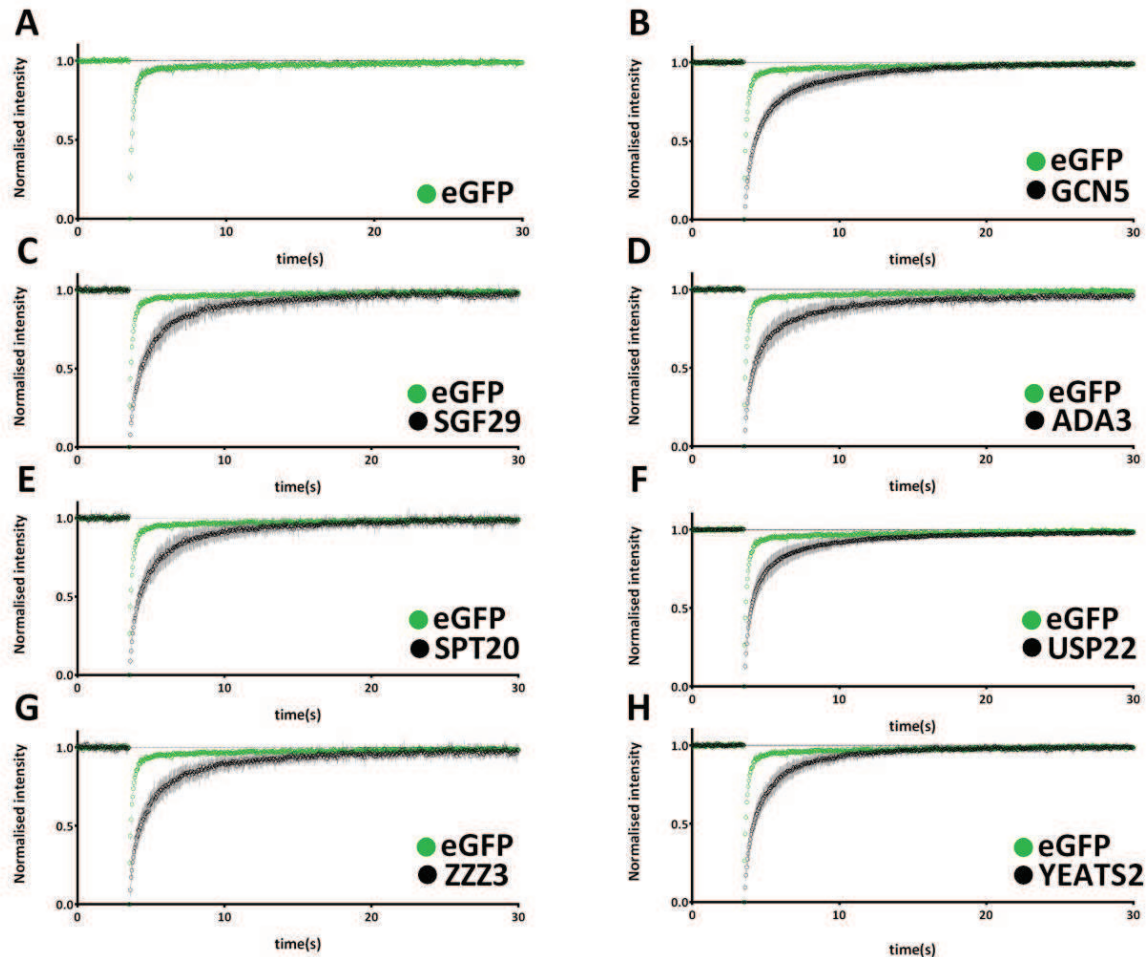 A
Normalised intensity
1.0
0.5
0.0
0
10
20
30
time(s)
eGFP
B
Normalised intensity
1.0
0.5
0.0
0
10
20
30
time(s)
eGFP
GCN5
C
Normalised intensity
1.0
0.5
0.0
0
10
20
30
time(s)
eGFP
SGF29
D
Normalised intensity
1.0
0.5
0.0
0
10
20
30
time(s)
eGFP
ADA3
E
Normalised intensity
1.0
0.5
0.0
0
10
20
30
time(s)
eGFP
SPT20
F
Normalised intensity
1.0
0.5
0.0
0
10
20
30
time(s)
eGFP
USP22
G
Normalised intensity
1.0
0.5
0.0
0
10
20
30
time(s)
eGFP
ZZZ3
H
Normalised intensity
1.0
0.5
0.0
0
10
20
30
time(s)
eGFP
YEATS2